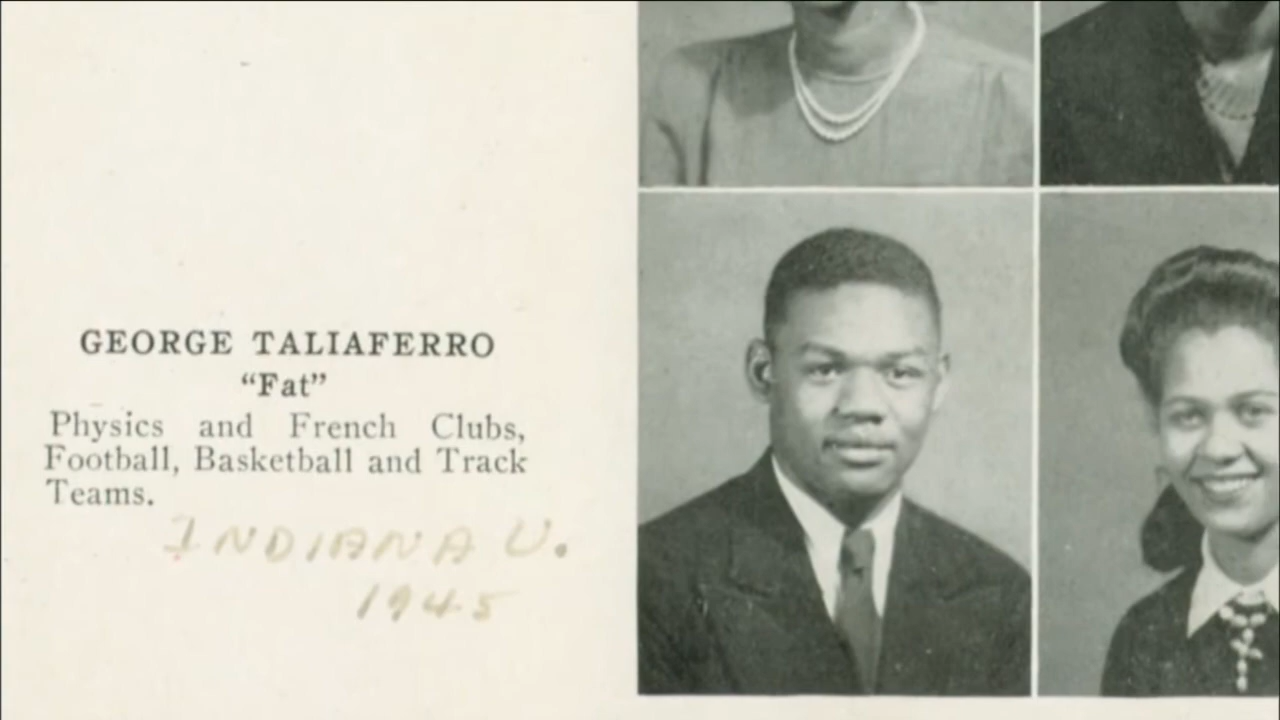 GEORGE TALIAFERRO
“Fat”
Physics and French Clubs,
Football, Basketball and Track
Teams.
INDIANA U.
1945